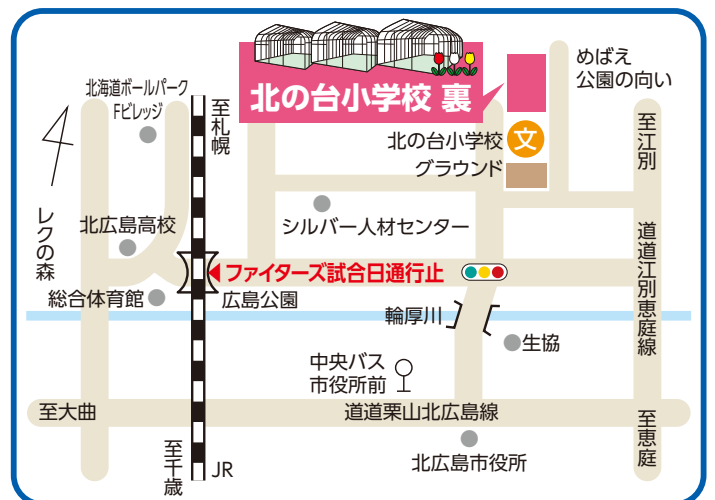 北海道ボールパーク
Fビレッジ
至札幌
北の台小学校 裏
めばえ
公園の向い
北の台小学校
文
グラウンド
至江別
レクの森
北広島高校
シルバー人材センター
ファイターズ試合日通行止
総合体育館
広島公園
輪厚川
生協
道道江別恵庭線
中央バス
市役所前
至大曲
道道栗山北広島線
至恵庭
至千歳
JR
北広島市役所